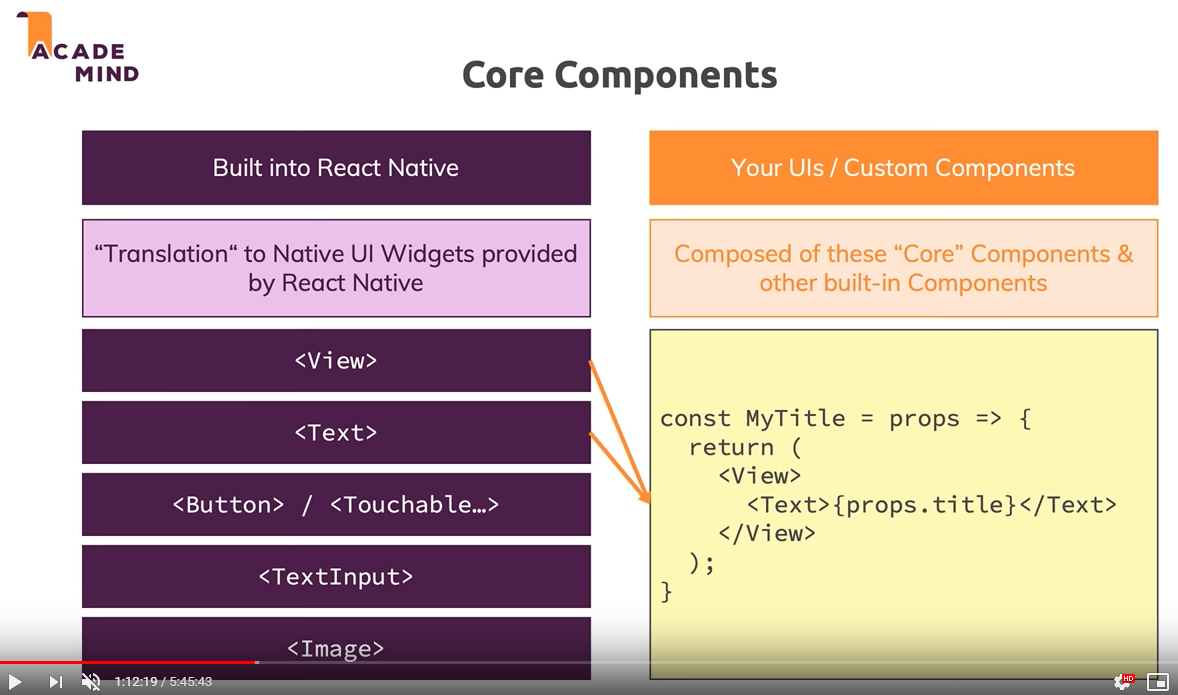 ACADE
MIND
Core Components
Built into React Native
“Translation“ to Native UI Widgets provided
by React Native
<View>
<Text>
<Button> / <Touchable…>
<TextInput>
<Image>
Your UIs / Custom Components
Composed of these “Core” Components &
other built-in Components
const MyTitle = props => {
  return (
    <View>
      <Text>{props.title}</Text>
    </View>
  );
}
1:12:19 / 5:45:43
HD